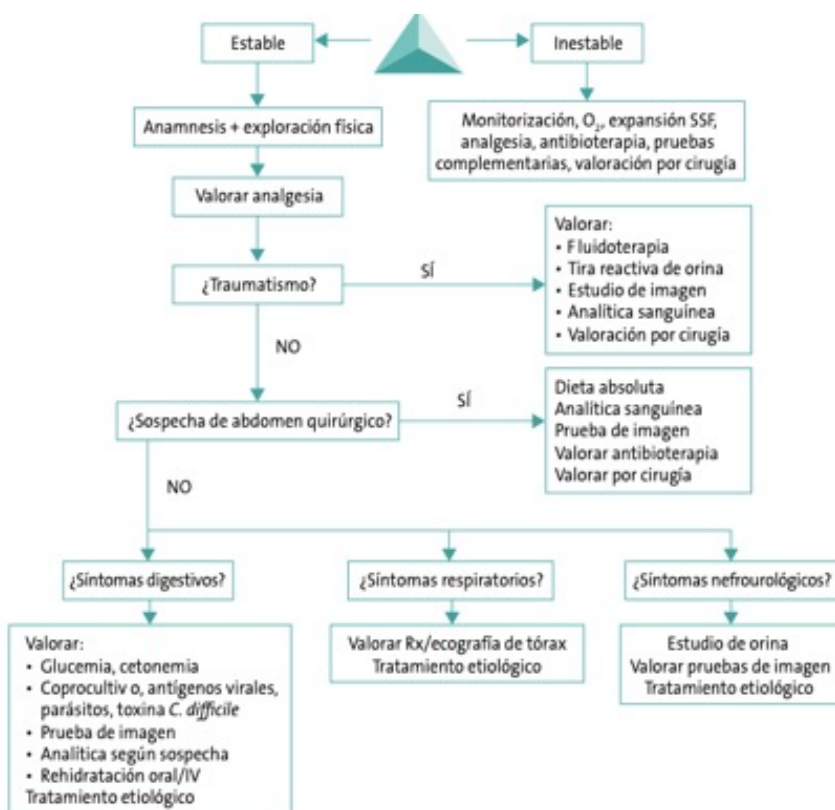 Estable
Inestable
Anamnesis + exploración física
Monitorización, O₂, expansión SSF,
analgesia, antibioterapia, pruebas
complementarias, valoración por cirugía
Valorar analgesia
¿Traumatismo?
SÍ
Valorar:
• Fluidoterapia
• Tira reactiva de orina
• Estudio de imagen
• Analítica sanguínea
• Valoración por cirugía
NO
¿Sospecha de abdomen quirúrgico?
SÍ
Dieta absoluta
Analítica sanguínea
Prueba de imagen
Valorar antibioterapia
Valorar por cirugía
NO
¿Síntomas digestivos?
¿Síntomas respiratorios?
¿Síntomas nefrourológicos?
Valorar:
• Glucemia, cetonemia
• Coprocultiv o, antígenos virales,
parásitos, toxina C. difficile
• Prueba de imagen
• Analítica según sospecha
• Rehidratación oral/IV
Tratamiento etiológico
Valorar Rx/ecografía de tórax
Tratamiento etiológico
Estudio de orina
Valorar pruebas de imagen
Tratamiento etiológico